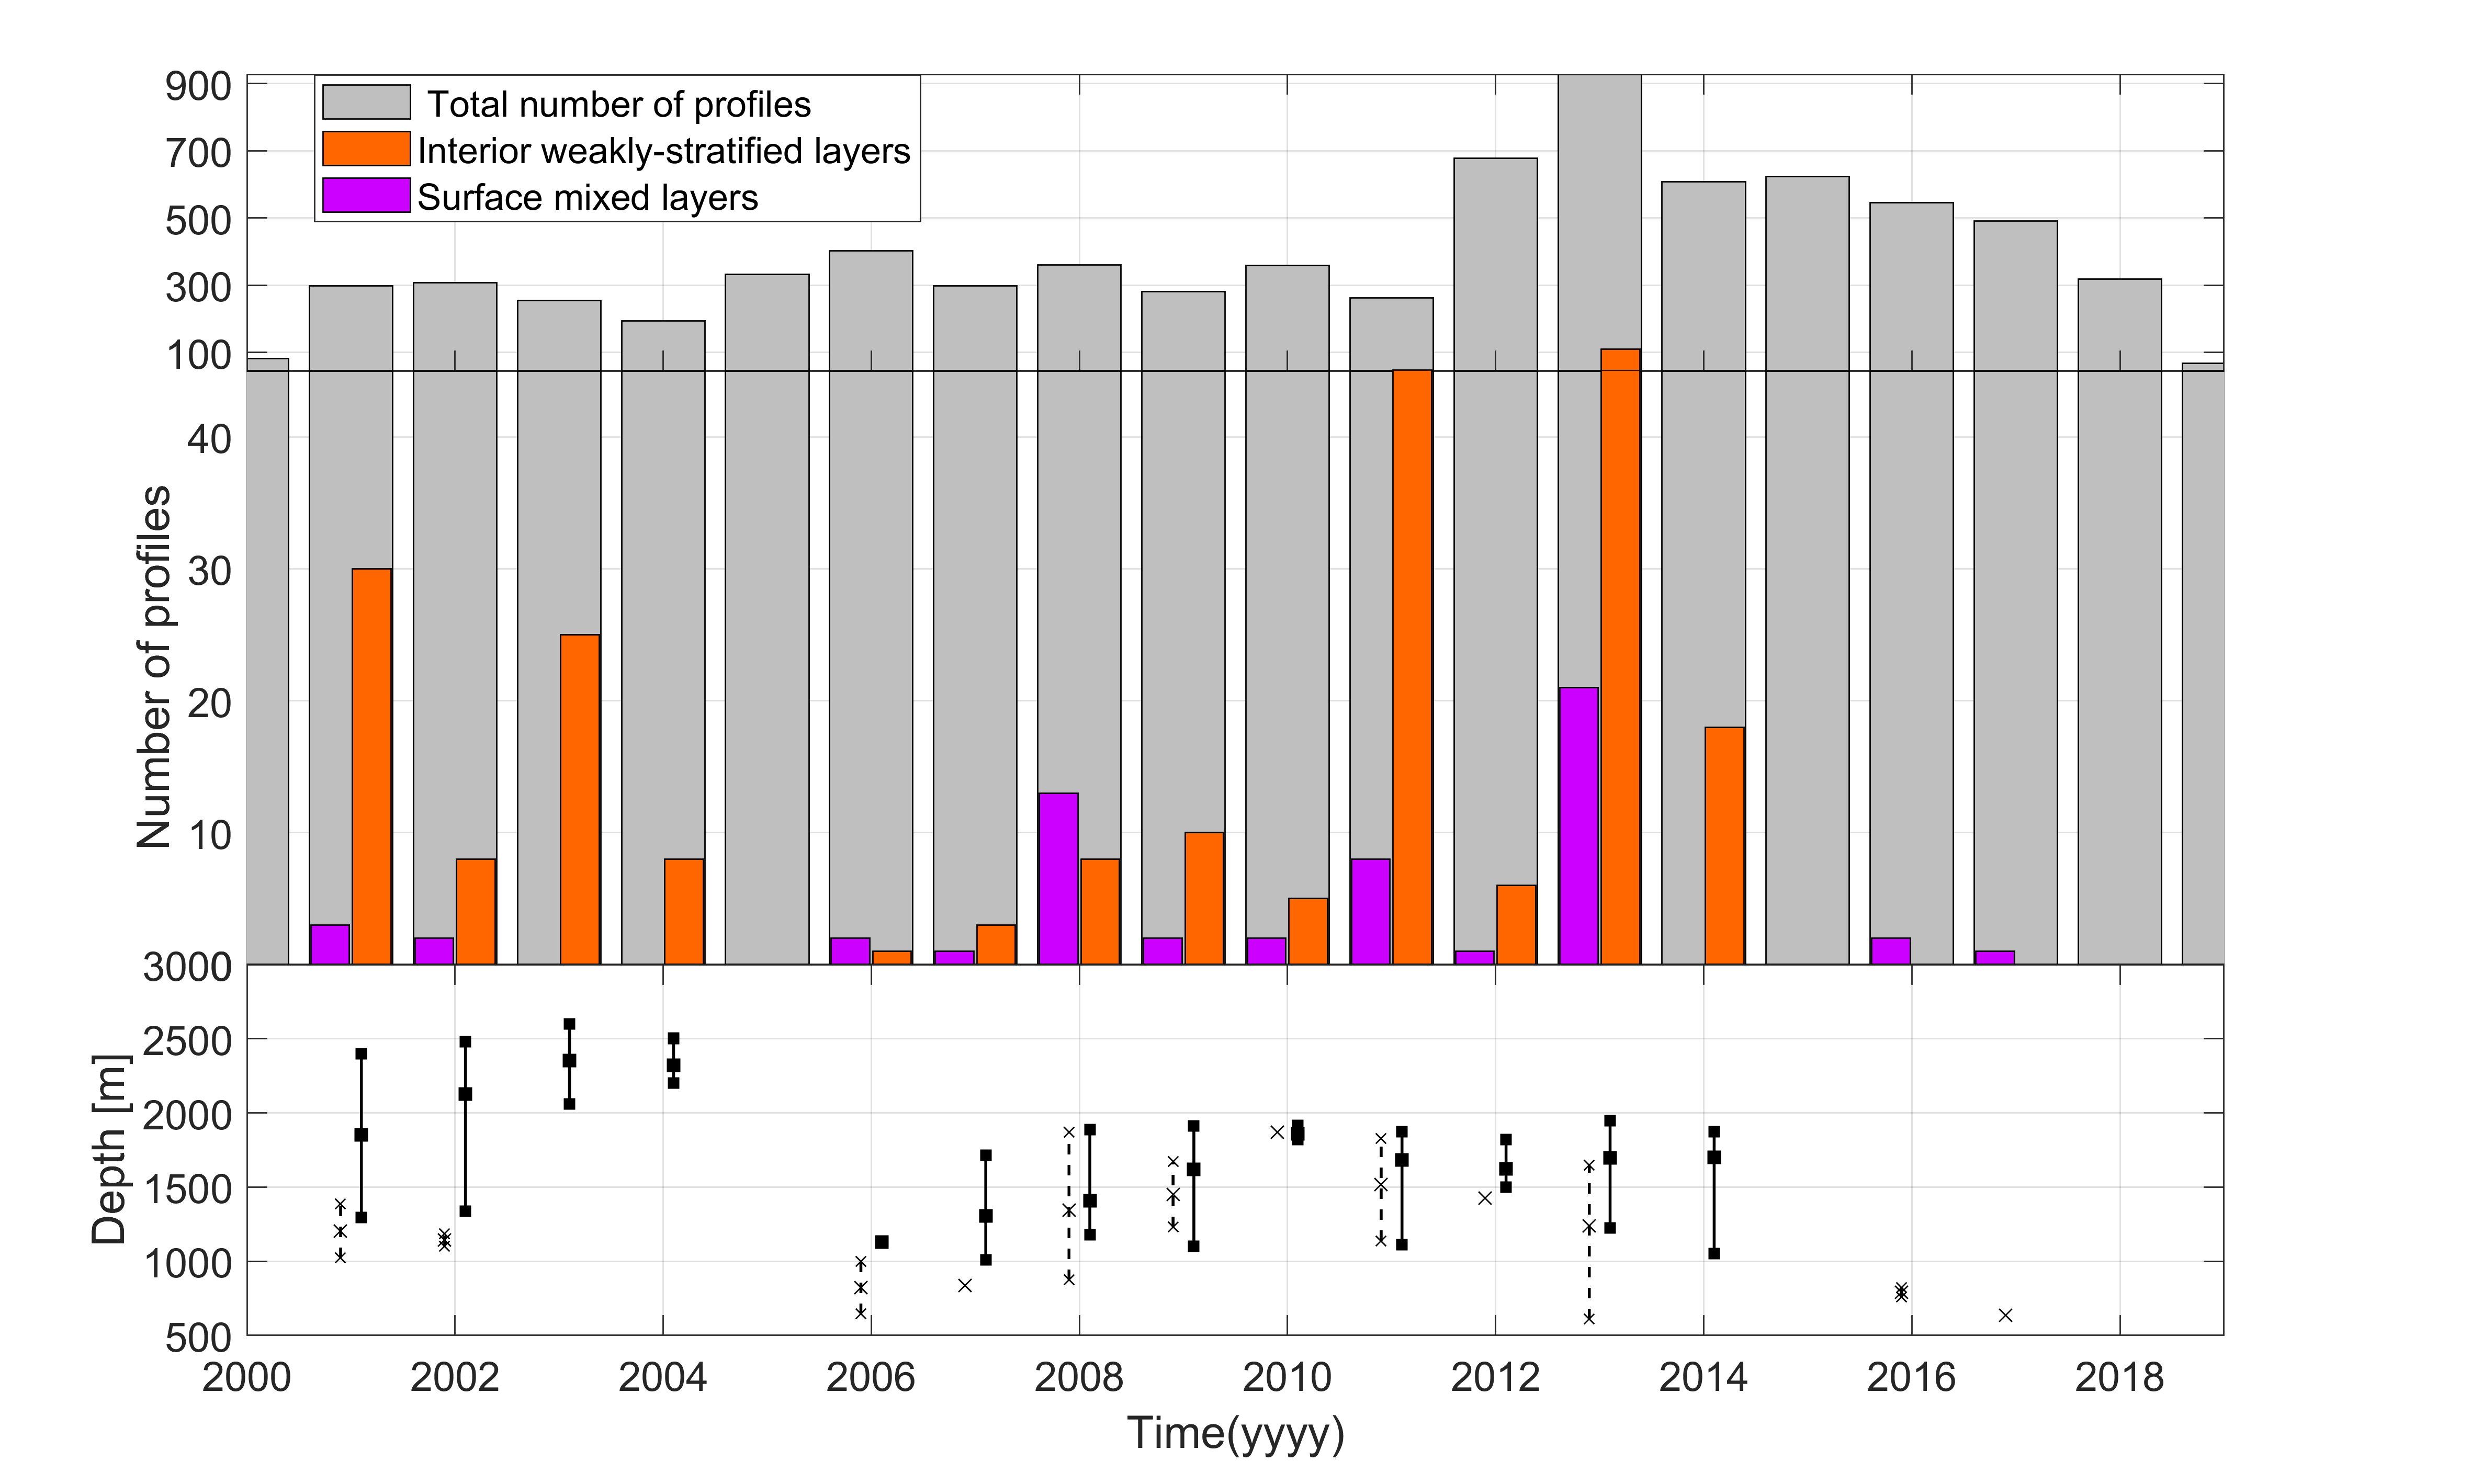 900
700
500
300
100
Total number of profiles
Interior weakly-stratified layers
Surface mixed layers
Number of profiles
40
30
20
10
Depth [m]
3000
2500
2000
1500
1000
500
2000 2002 2004 2006 2008 2010 2012 2014 2016 2018
Time(yyyy)